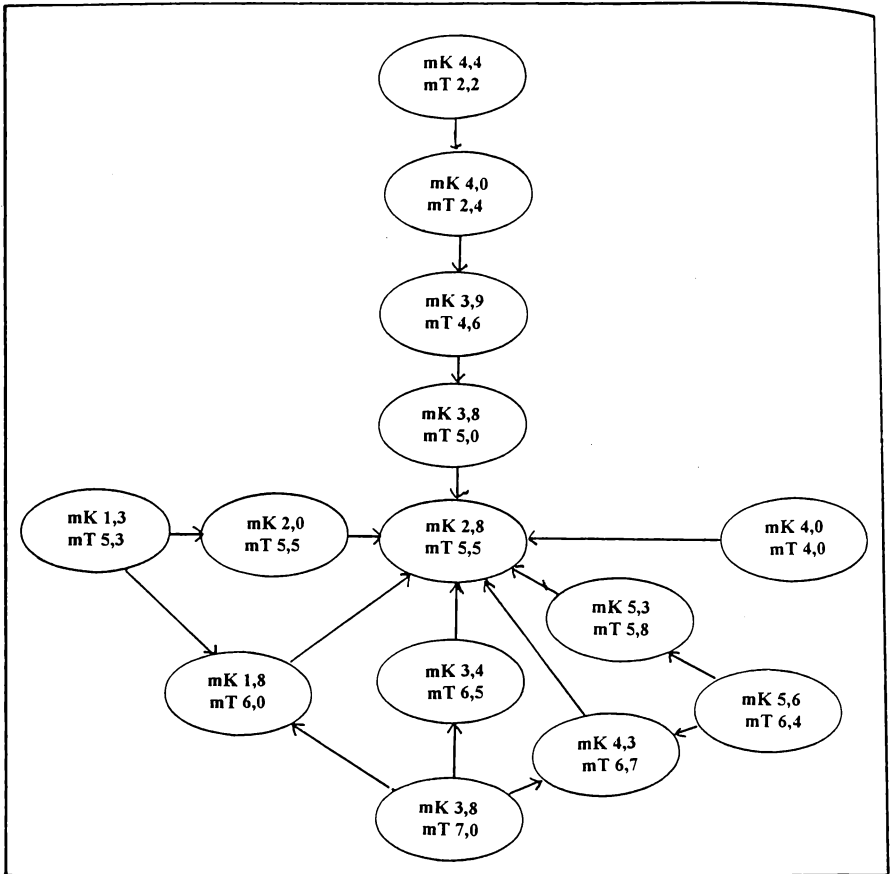 mK 4,4
mT 2,2
mK 4,0
mT 2,4
mK 3,9
mT 4,6
mK 3,8
mT 5,0
mK 1,3
mT 5,3
mK 2,0
mT 5,5
mK 2,8
mT 5,5
mK 4,0
mT 4,0
mK 5,3
mT 5,8
mK 1,8
mT 6,0
mK 3,4
mT 6,5
mK 5,6
mT 6,4
mK 4,3
mT 6,7
mK 3,8
mT 7,0